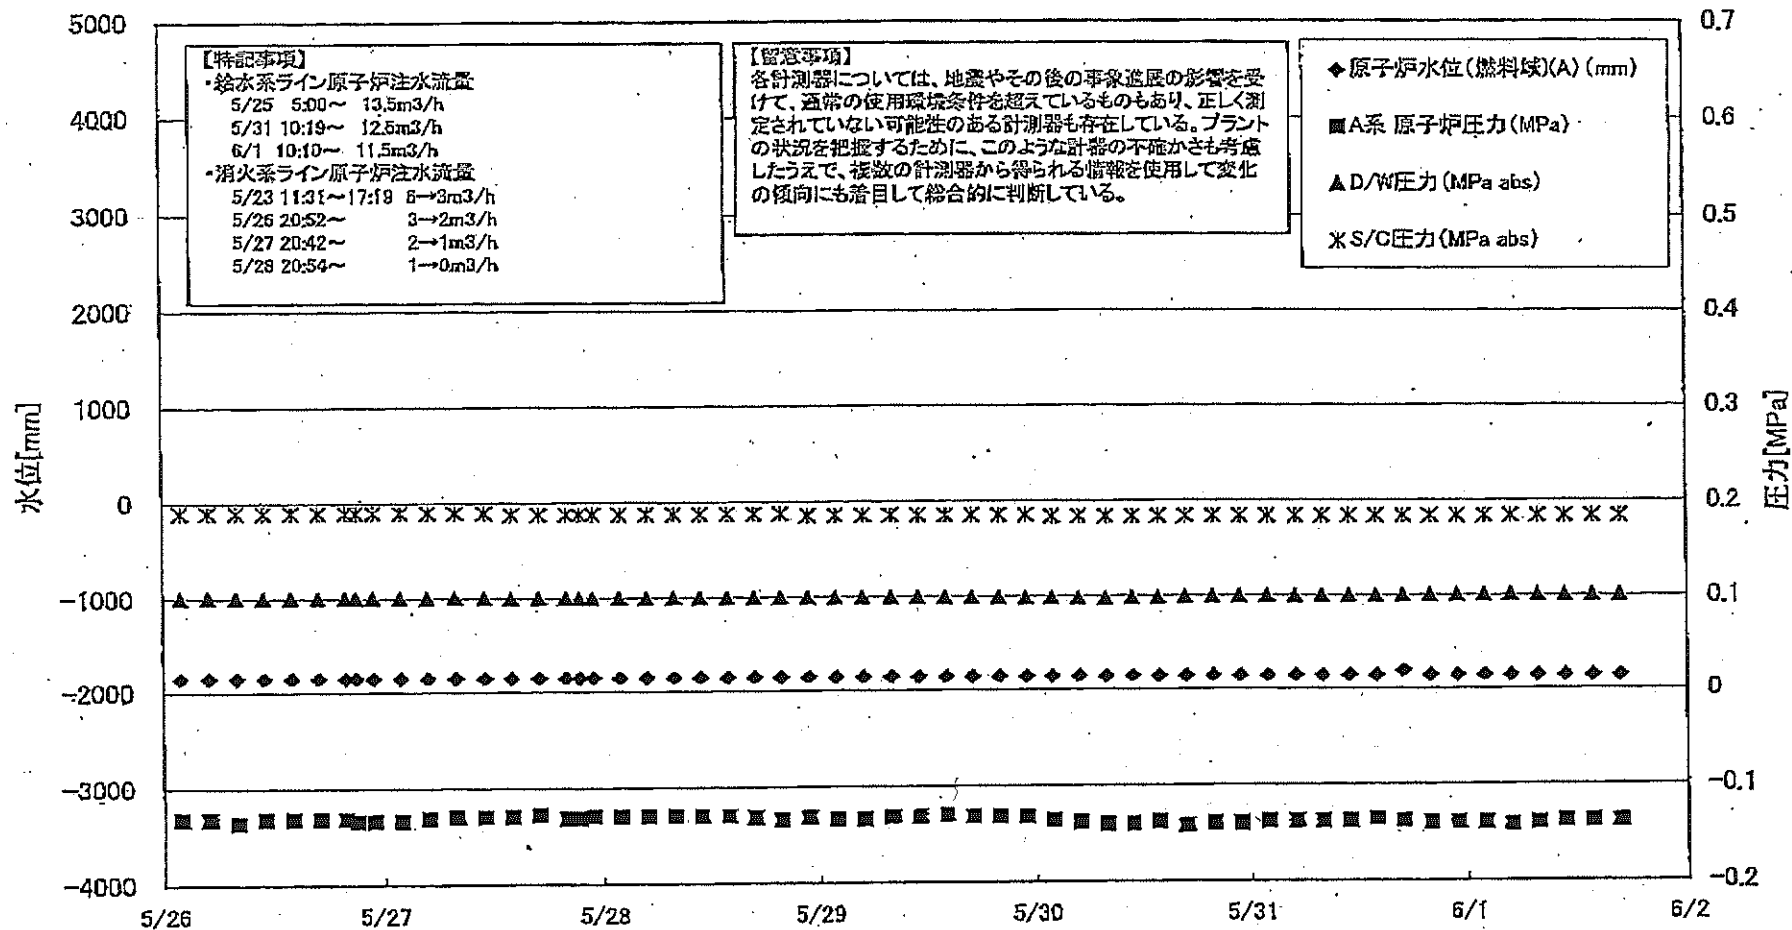 5000
4000
3000
2000
1000
0
-1000
-2000
-3000
-4000
水位[mm]
【特記事項】
・給水系ライン原子炉注水流量
5/25 5:00～ 13.5m3/h
5/31 10:19～ 12.5m3/h
6/1 10:10～ 11.5m3/h
・消火系ライン原子炉注水流量
5/23 11:31～17:19 6→3m3/h
5/26 20:52～ 3→2m3/h
5/27 20:42～ 2→1m3/h
5/28 20:54～ 1→0m3/h
【留意事項】
各計測器については、地震やその後の事象進展の影響を受
けて、通常の使用環境条件を超えているものもあり、正しく測
定されていない可能性のある計測器も存在している。プラント
の状況を把握するために、このような計器の不確かさも考慮
したうえで、複数の計測器から得られる情報を使用して変化
の傾向にも着目して総合的に判断している。
◆原子炉水位(燃料域)(A)(mm)
■A系 原子炉圧力(MPa)
▲D/W圧力(MPa abs)
S/C圧力(MPa abs)
0.7
0.6
0.5
0.4
0.3
0.2
0.1
0
-0.1
-0.2
圧力[MPa]
5/26 5/27 5/28 5/29 5/30 5/31 6/1 6/2